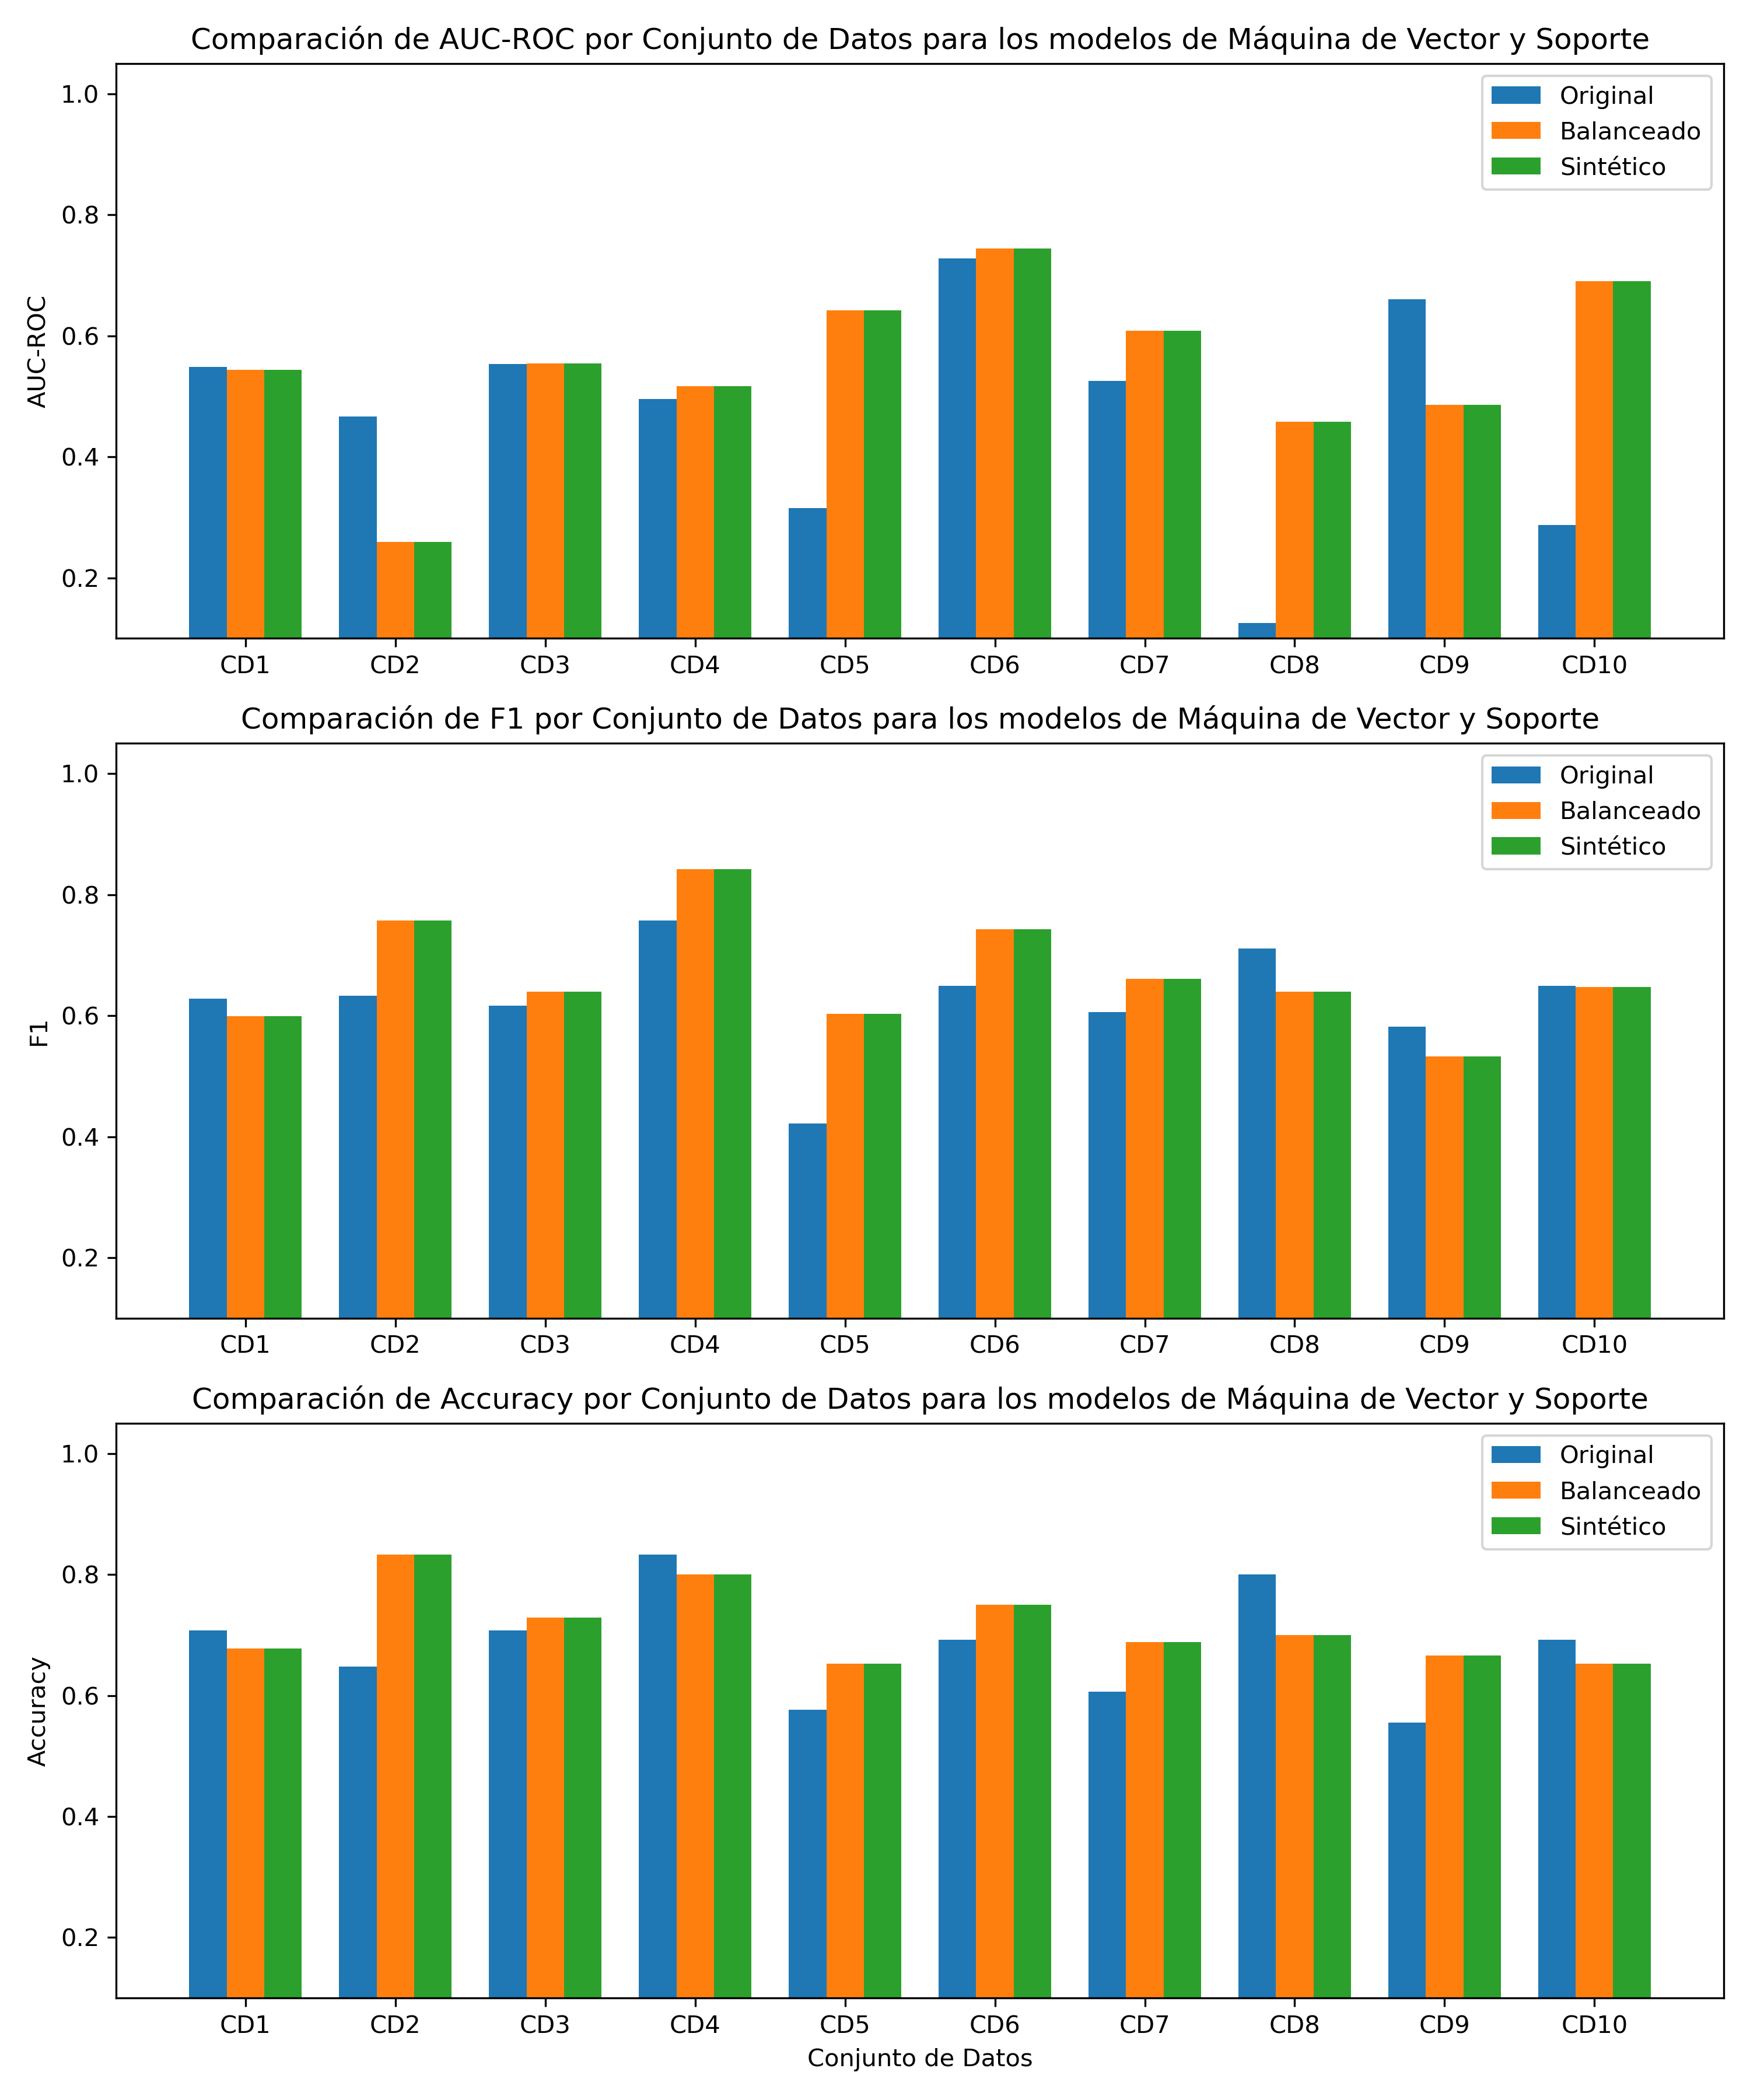 Comparación de AUC-ROC por Conjunto de Datos para los modelos de Máquina de Vector y Soporte
1.0
0.8
0.6
0.4
0.2
AUC-ROC
Original
Balanceado
Sintético
CD1 CD2 CD3 CD4 CD5 CD6 CD7 CD8 CD9 CD10
Comparación de F1 por Conjunto de Datos para los modelos de Máquina de Vector y Soporte
1.0
0.8
0.6
0.4
0.2
F1
Original
Balanceado
Sintético
CD1 CD2 CD3 CD4 CD5 CD6 CD7 CD8 CD9 CD10
Comparación de Accuracy por Conjunto de Datos para los modelos de Máquina de Vector y Soporte
1.0
0.8
0.6
0.4
0.2
Accuracy
Original
Balanceado
Sintético
CD1 CD2 CD3 CD4 CD5 CD6 CD7 CD8 CD9 CD10
Conjunto de Datos